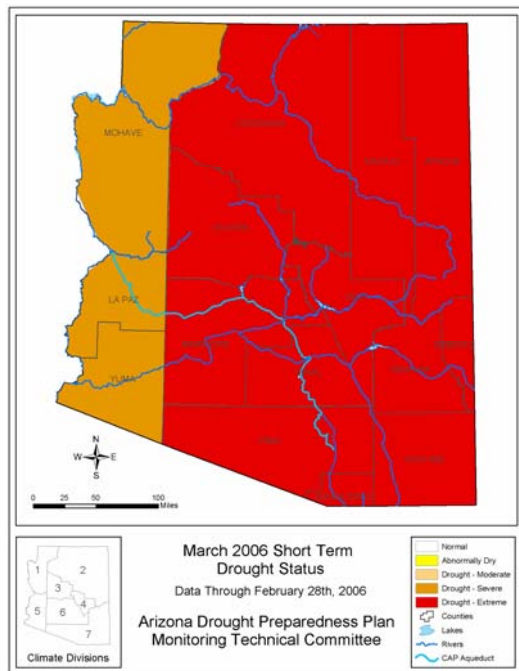 MOHAVE
LA PAZ
YUMA
N
W E
S
0 25 50 100
Miles
March 2006 Short Term
Drought Status
Data Through February 28th, 2006
Arizona Drought Preparedness Plan
Monitoring Technical Committee
1
2
3
4
5
6
7
Climate Divisions
Normal
Abnormally Dry
Drought - Moderate
Drought - Severe
Drought - Extreme
Counties
Lakes
Rivers
CAP Aqueduct